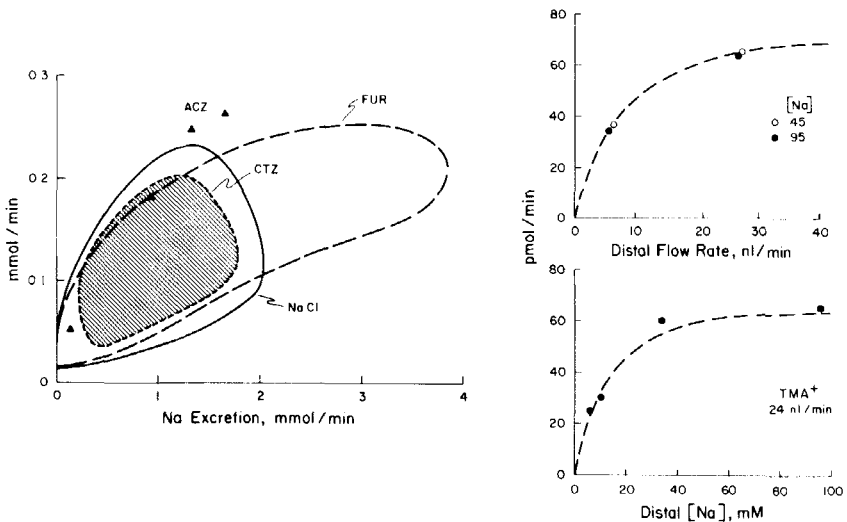 0 3
0 2
0 1
0
mmol / min
ACZ
FUR
CTZ
NaCl
0
1
2
3
4
Na Excretion, mmol/min
80
60
40
20
0
[Na]
○ 45
● 95
0
10
20
30
40
Distal Flow Rate, nl/min
pmol/min
80
60
40
20
0
TMA+
24 nl/min
0
20
40
60
80
100
Distal [Na], mM